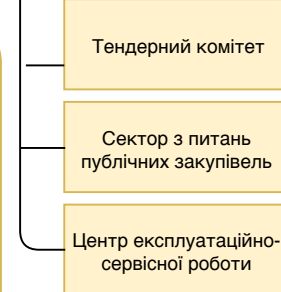 Тендерний комітет
Сектор з питань
публічних закупівель
Центр експлуатаційно-
сервісної роботи